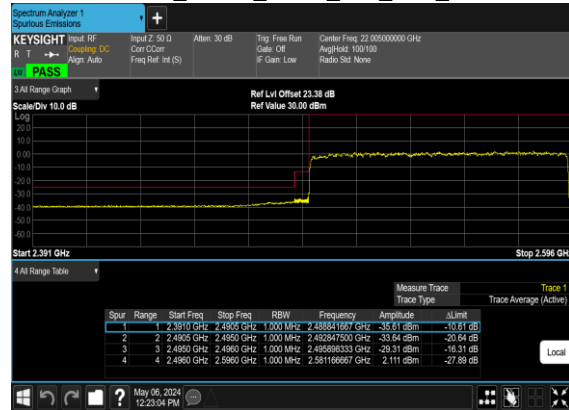 Spectrum Analyzer 1
Spurious Emissions
+
KEYSIGHT Input: RF Input Z: 50 Ω Atten: 30 dB Trig: Free Run Center Freq: 22.005000000 GHz
R T Coupling: DC Corr CCorr Gate: Off Avg|Hold: 100/100
Align: Auto Freq Ref: Int (S) IF Gain: Low Radio Std: None
LW PASS
3 All Range Graph Ref Lvl Offset 23.38 dB
Scale/Div 10.0 dB Ref Value 30.00 dBm
Log
20.0
10.0
0.00
-10.0
-20.0
-30.0
-40.0
-50.0
-60.0
Start 2.391 GHz Stop 2.596 GHz
4 All Range Table
Measure Trace Trace 1
Trace Type Trace Average (Active)
Spur Range Start Freq Stop Freq RBW Frequency Amplitude ΔLimit
1 1 2.3910 GHz 2.4905 GHz 1.000 MHz 2.488841667 GHz -35.61 dBm -10.61 dB
2 2 2.4905 GHz 2.4950 GHz 1.000 MHz 2.492847500 GHz -33.64 dBm -20.64 dB
3 3 2.4950 GHz 2.4960 GHz 1.000 MHz 2.495898333 GHz -29.31 dBm -16.31 dB
4 4 2.4960 GHz 2.5960 GHz 1.000 MHz 2.581166667 GHz 2.111 dBm -27.89 dB
Local
? May 06, 2024
12:23:04 PM